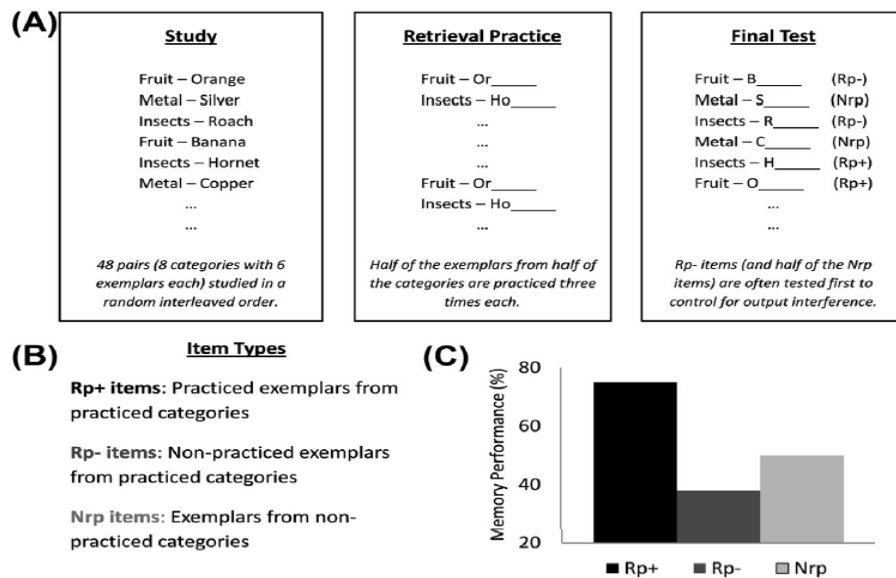 (A)
Study
Fruit – Orange
Metal – Silver
Insects – Roach
Fruit – Banana
Insects – Hornet
Metal – Copper
...
...
48 pairs (8 categories with 6
exemplars each) studied in a
random interleaved order.
Retrieval Practice
Fruit – Or_____
Insects – Ho_____
...
...
...
Fruit – Or_____
Insects – Ho_____
...
Half of the exemplars from half of
the categories are practiced three
times each.
Final Test
Fruit – B_____ (Rp-)
Metal – S_____ (Nrp)
Insects – R_____ (Rp-)
Metal – C_____ (Nrp)
Insects – H_____ (Rp+)
Fruit – O_____ (Rp+)
...
...
Rp- items (and half of the Nrp
items) are often tested first to
control for output interference.
(B)
Item Types
Rp+ items: Practiced exemplars from
practiced categories
Rp- items: Non-practiced exemplars
from practiced categories
Nrp items: Exemplars from non-
practiced categories
(C)
Memory Performance (%)
80
60
40
20
Rp+ Rp- Nrp